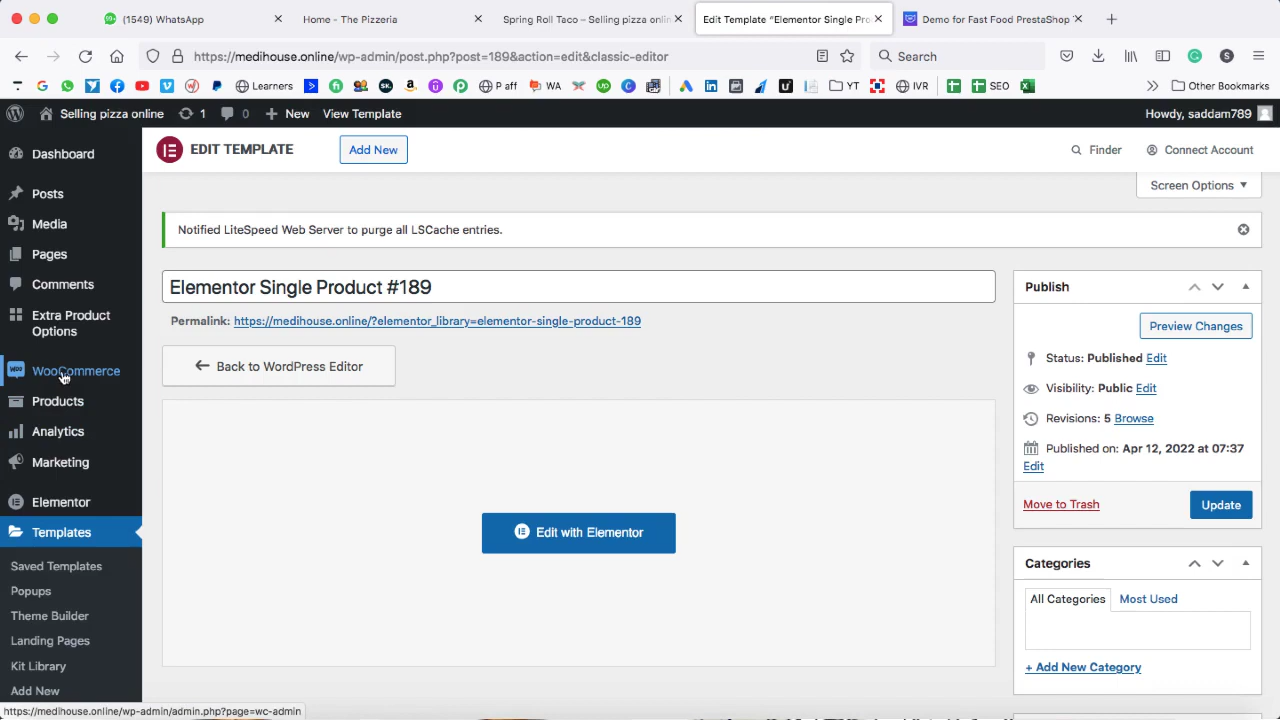 (1549) WhatsApp
Home - The Pizzeria
Spring Roll Taco – Selling pizza onlin
Edit Template “Elementor Single Pro
Demo for Fast Food PrestaShop
https://medihouse.online/wp-admin/post.php?post=189&action=edit&classic-editor
Search
Learners
P aff
WA
YT
IVR
SEO
Other Bookmarks
Selling pizza online
1
0
New
View Template
Howdy, saddam789
Dashboard
Posts
Media
Pages
Comments
Extra Product
Options
WooCommerce
Products
Analytics
Marketing
Elementor
Templates
Saved Templates
Popups
Theme Builder
Landing Pages
Kit Library
Add New
EDIT TEMPLATE
Add New
Finder
Connect Account
Screen Options
Notified LiteSpeed Web Server to purge all LSCache entries.
Elementor Single Product #189
Permalink: https://medihouse.online/?elementor_library=elementor-single-product-189
Back to WordPress Editor
Edit with Elementor
Publish
Preview Changes
Status: Published Edit
Visibility: Public Edit
Revisions: 5 Browse
Published on: Apr 12, 2022 at 07:37
Edit
Move to Trash
Update
Categories
All Categories
Most Used
+ Add New Category
https://medihouse.online/wp-admin/admin.php?page=wc-admin